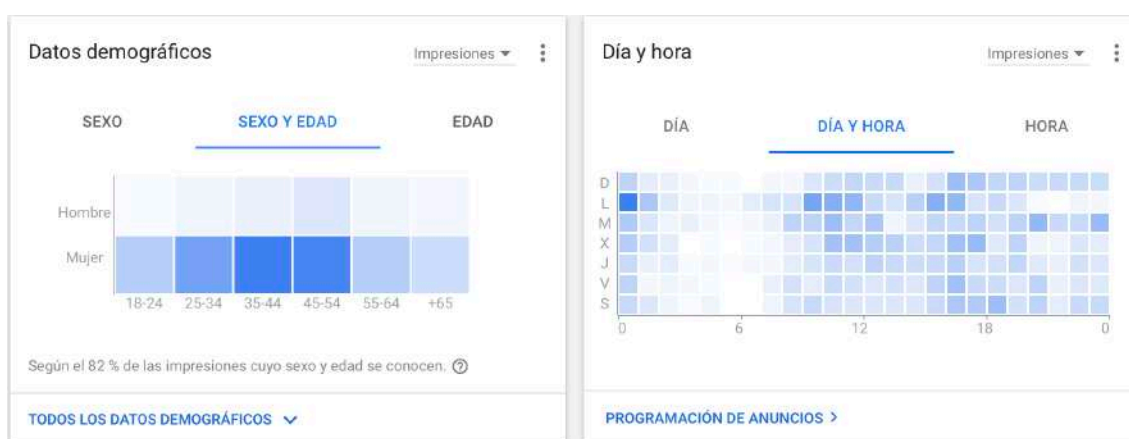 Datos demográficos
Impresiones
SEXO
SEXO Y EDAD
EDAD
Hombre
Mujer
18-24 25-34 35-44 45-54 55-64 +65
Según el 82 % de las impresiones cuyo sexo y edad se conocen.
TODOS LOS DATOS DEMOGRÁFICOS
Día y hora
Impresiones
DÍA
DÍA Y HORA
HORA
D
L
M
X
J
V
S
0 6 12 18 0
PROGRAMACIÓN DE ANUNCIOS